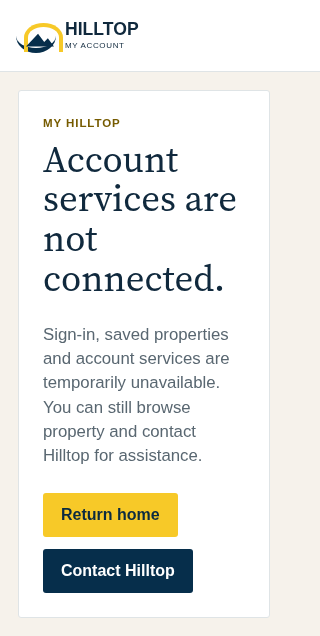 HILLTOP
MY ACCOUNT
MY HILLTOP
Account
services are
not
connected.
Sign-in, saved properties
and account services are
temporarily unavailable.
You can still browse
property and contact
Hilltop for assistance.
Return home
Contact Hilltop